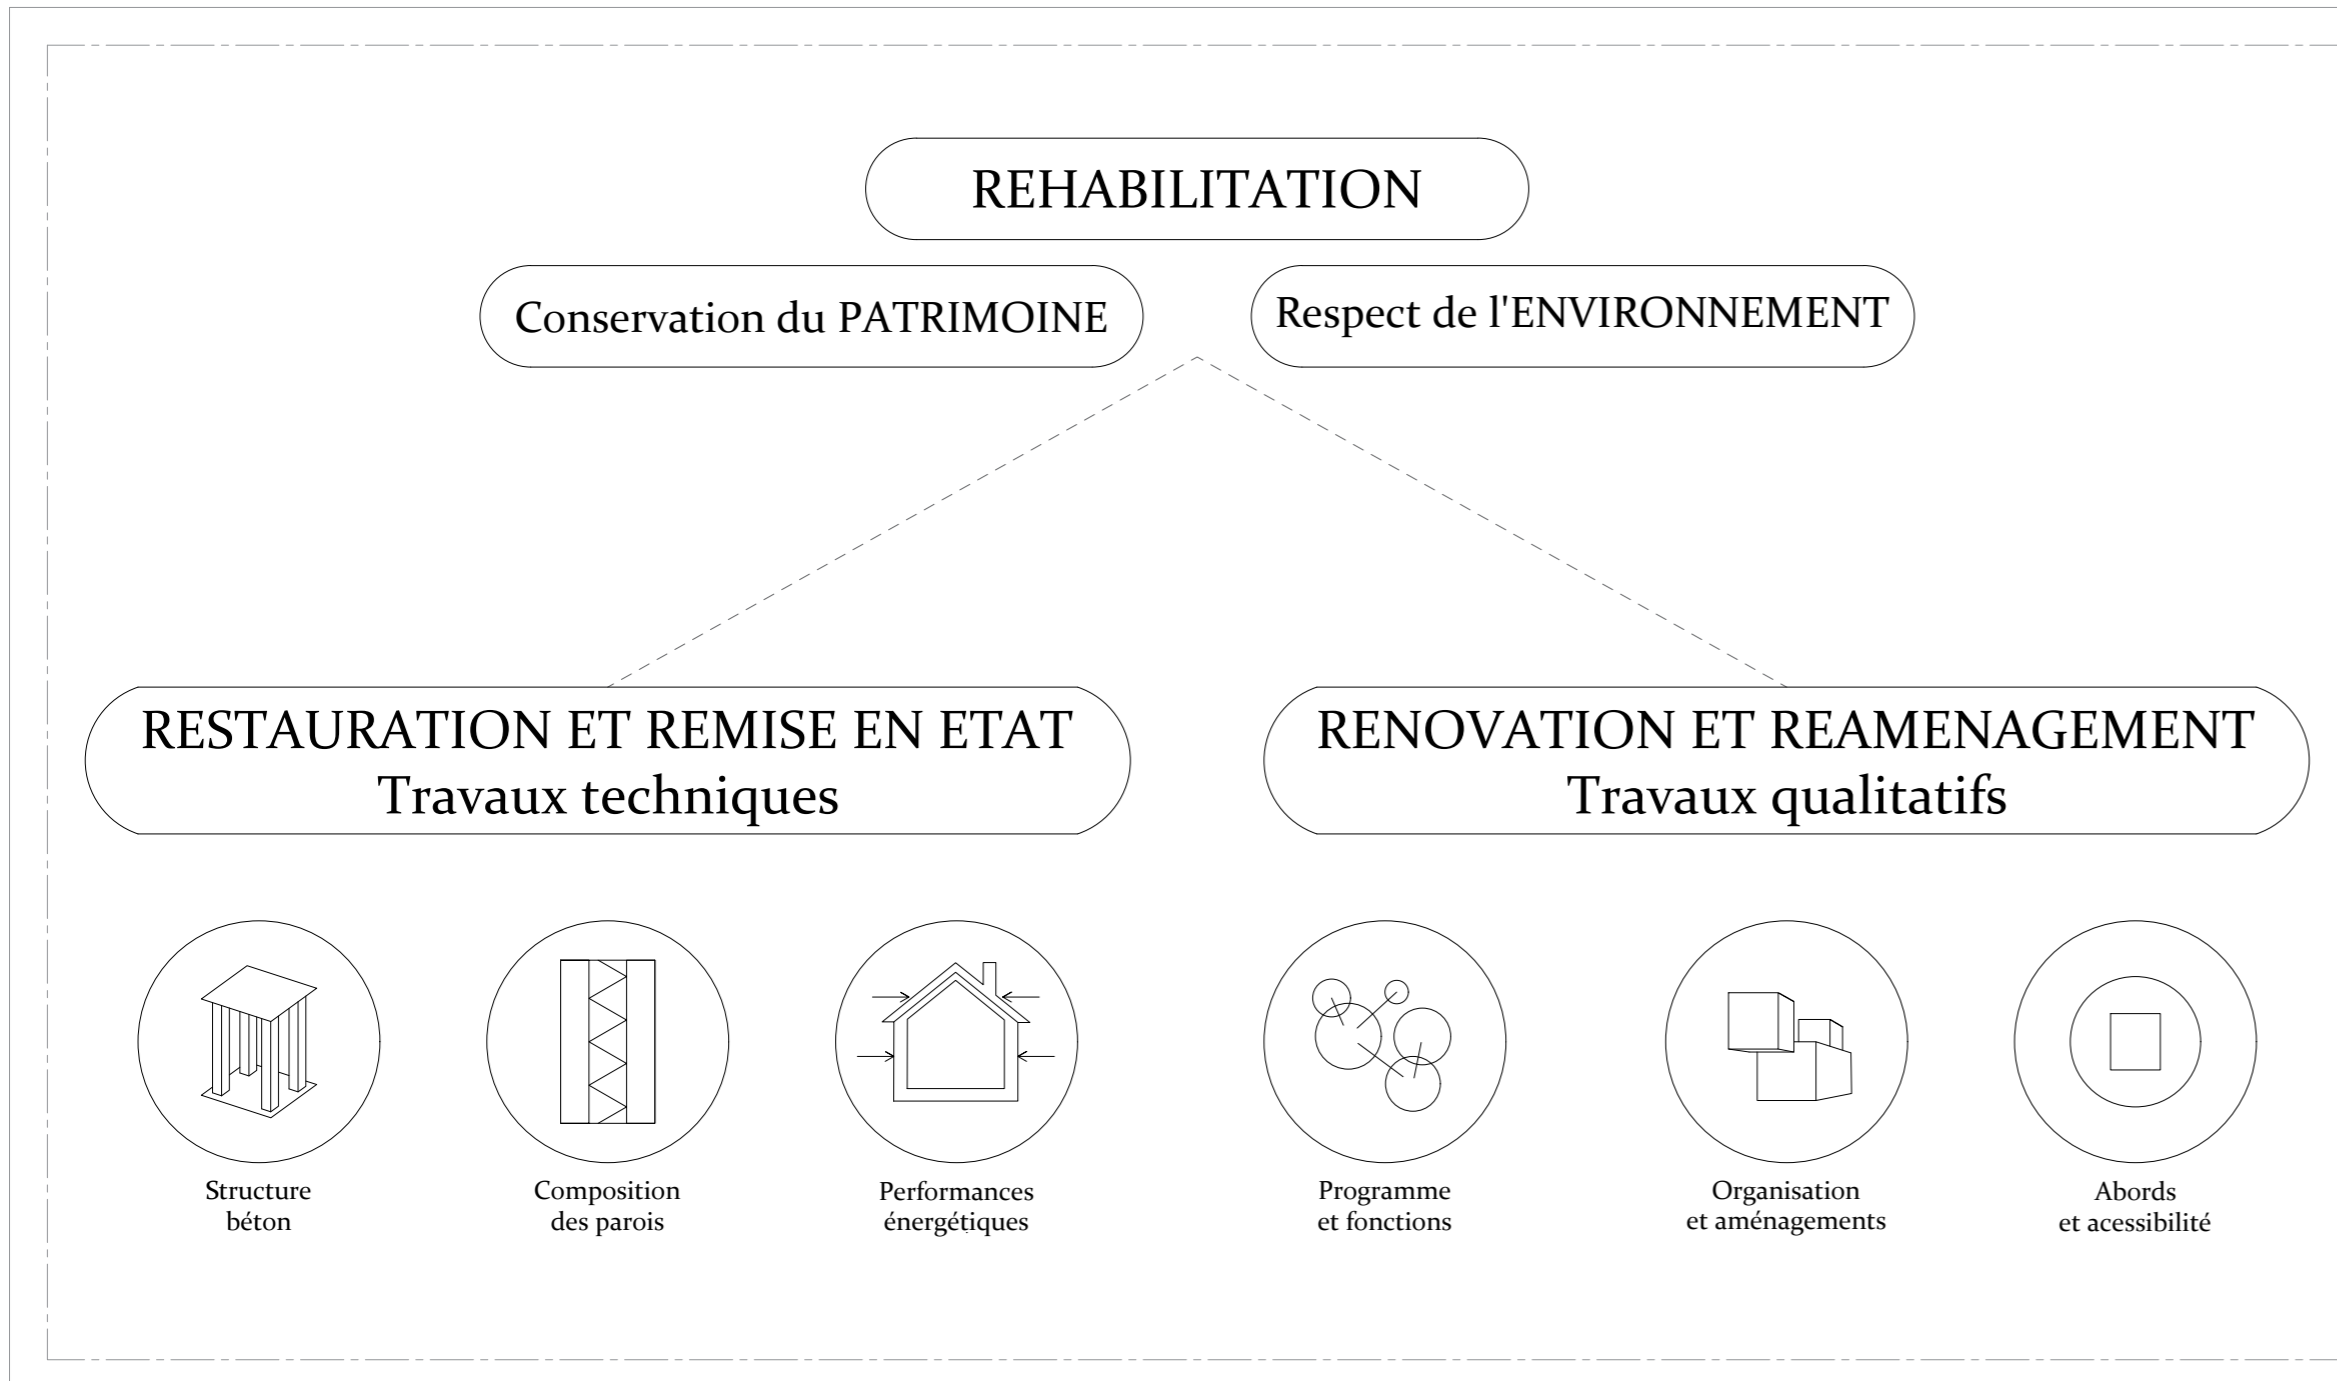 REHABILITATION
Conservation du PATRIMOINE
Respect de l'ENVIRONNEMENT
RESTAURATION ET REMISE EN ETAT
Travaux techniques
RENOVATION ET REAMENAGEMENT
Travaux qualitatifs
Structure
béton
Composition
des parois
Performances
énergétiques
Programme
et fonctions
Organisation
et aménagements
Abords
et acessibilité